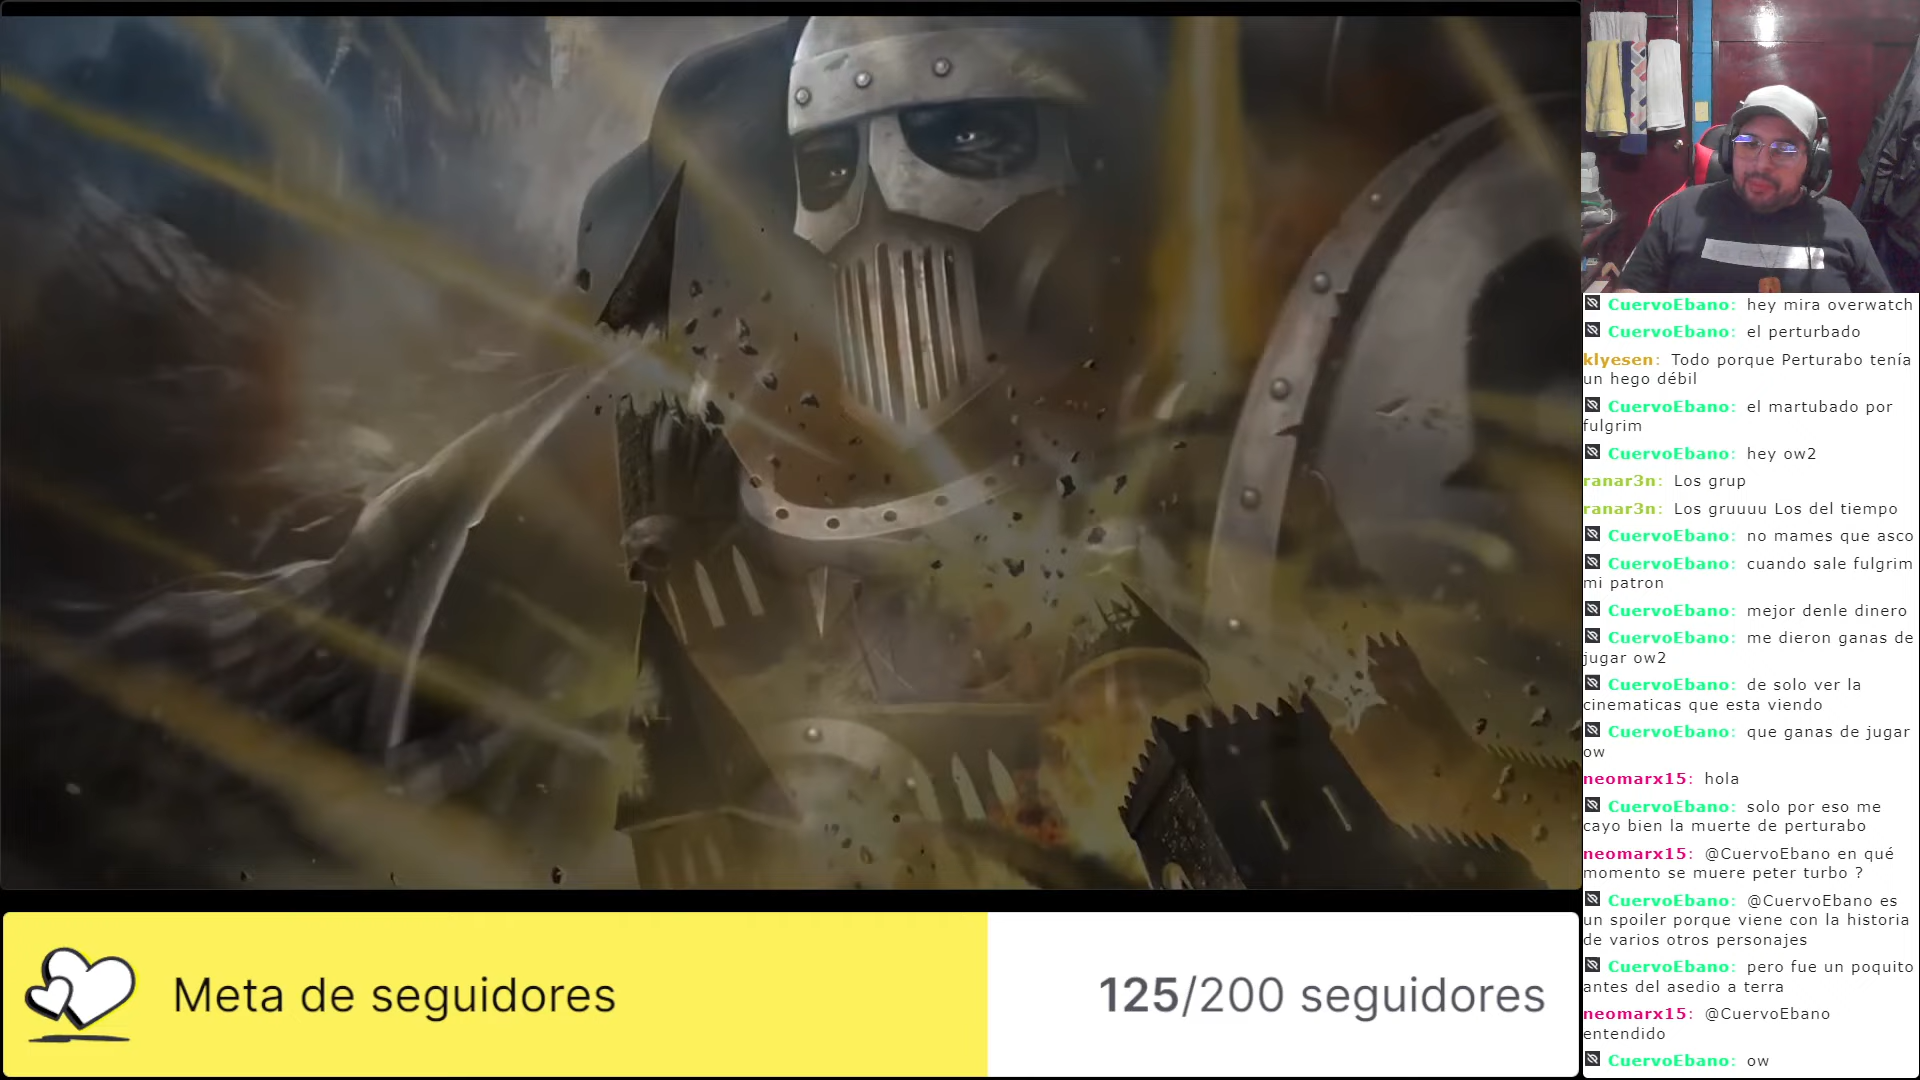 CuervoEbano: hey mira overwatch
CuervoEbano: el perturbado
klyesen: Todo porque Perturabo tenía
un hego débil
CuervoEbano: el martubado por
fulgrim
CuervoEbano: hey ow2
ranar3n: Los grup
ranar3n: Los gruuuu Los del tiempo
CuervoEbano: no mames que asco
CuervoEbano: cuando sale fulgrim
mi patron
CuervoEbano: mejor denle dinero
CuervoEbano: me dieron ganas de
jugar ow2
CuervoEbano: de solo ver la
cinematicas que esta viendo
CuervoEbano: que ganas de jugar
ow
neomarx15: hola
CuervoEbano: solo por eso me
cayo bien la muerte de perturabo
neomarx15: @CuervoEbano en qué
momento se muere peter turbo ?
CuervoEbano: @CuervoEbano es
un spoiler porque viene con la historia
de varios otros personajes
CuervoEbano: pero fue un poquito
antes del asedio a terra
neomarx15: @CuervoEbano
entendido
CuervoEbano: ow
Meta de seguidores
125/200 seguidores